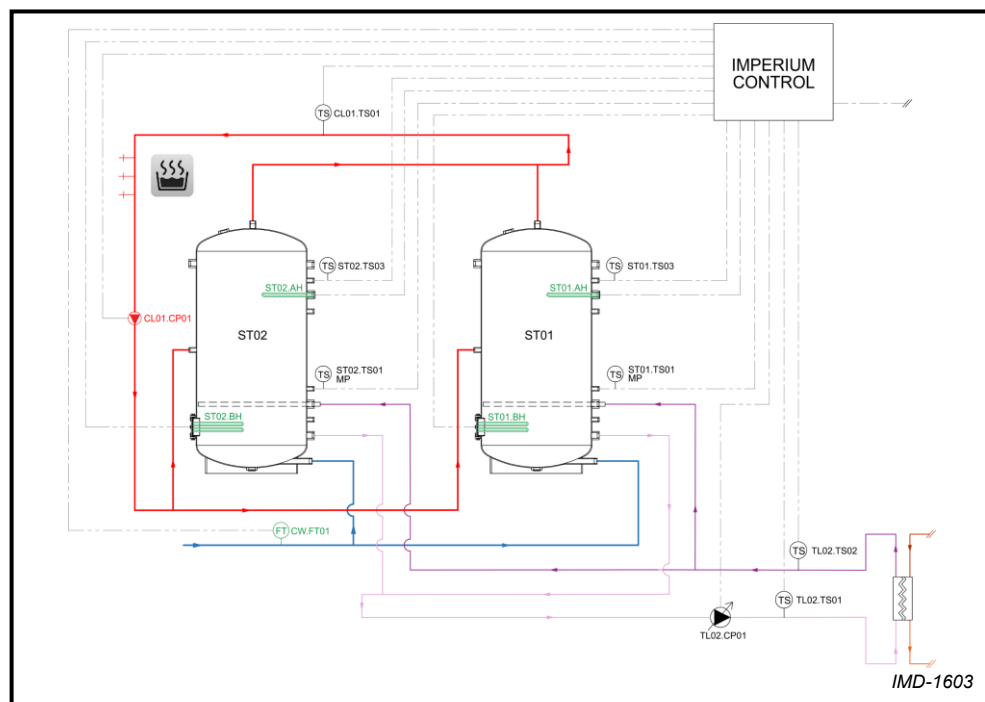 IMPERIUM
CONTROL
TS CL01.TS01
TS ST02.TS03
TS ST01.TS03
ST02.AH
ST01.AH
CL01.CP01
ST02
ST01
TS ST02.TS01
MP
TS ST01.TS01
MP
ST02.BH
ST01.BH
FT CW.FT01
TS TL02.TS02
TS TL02.TS01
TL02.CP01
IMD-1603